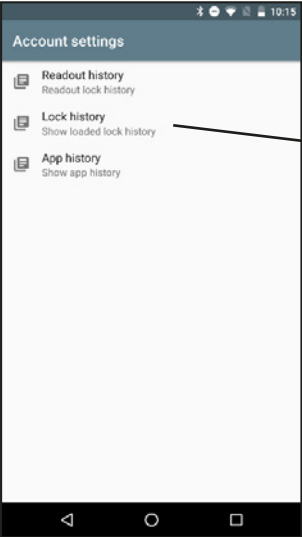 10:15
Account settings
Readout history
Readout lock history
Lock history
Show loaded lock history
App history
Show app history